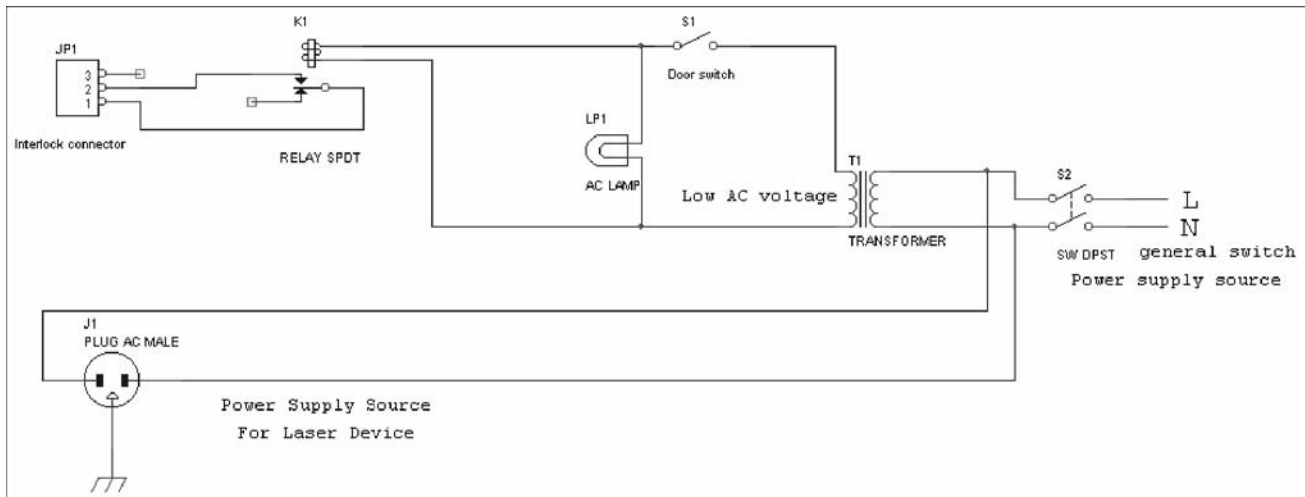 K1
S1
JP1
3
2
1
Door switch
Interlock connector
RELAY SPDT
LP1
AC LAMP
T1
Low AC voltage
TRANSFORMER
S2
L
N
SW DPST general switch
Power supply source
J1
PLUG AC MALE
Power Supply Source
For Laser Device